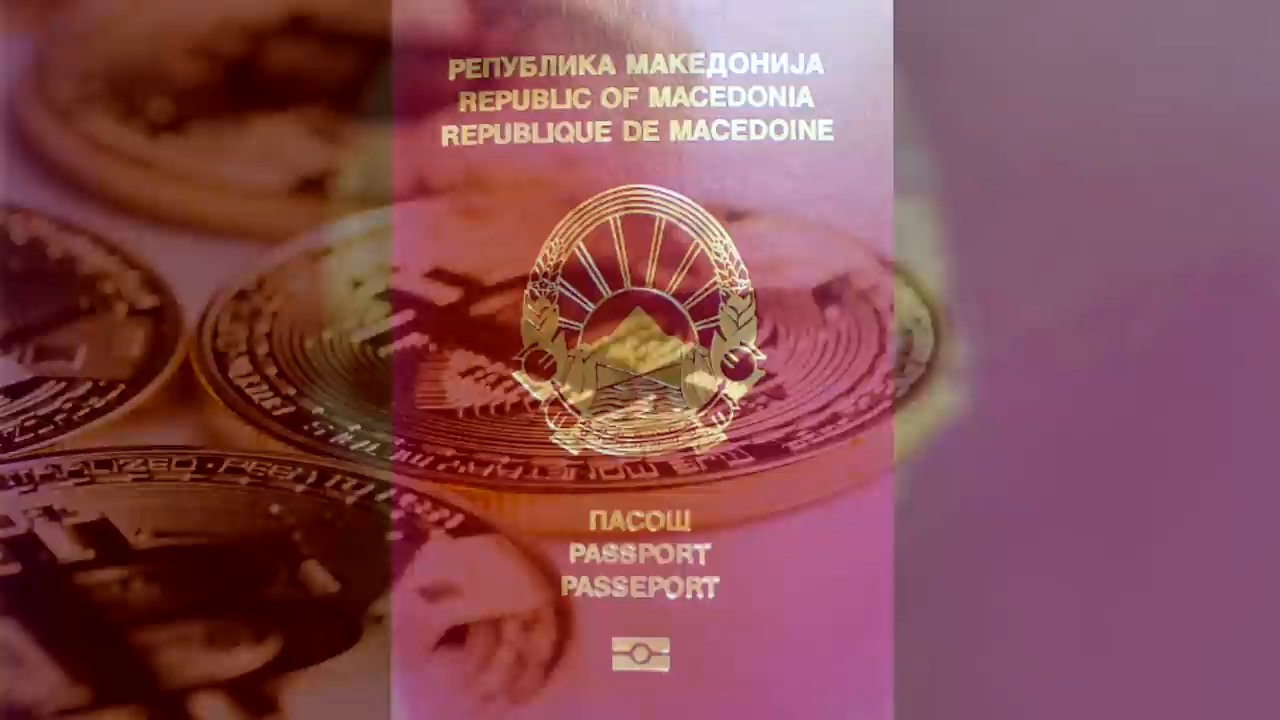 РЕПУБЛИКА МАКЕДОНИЈА
REPUBLIC OF MACEDONIA
REPUBLIQUE DE MACEDOINE
ПАСОШ
PASSPORT
PASSEPORT